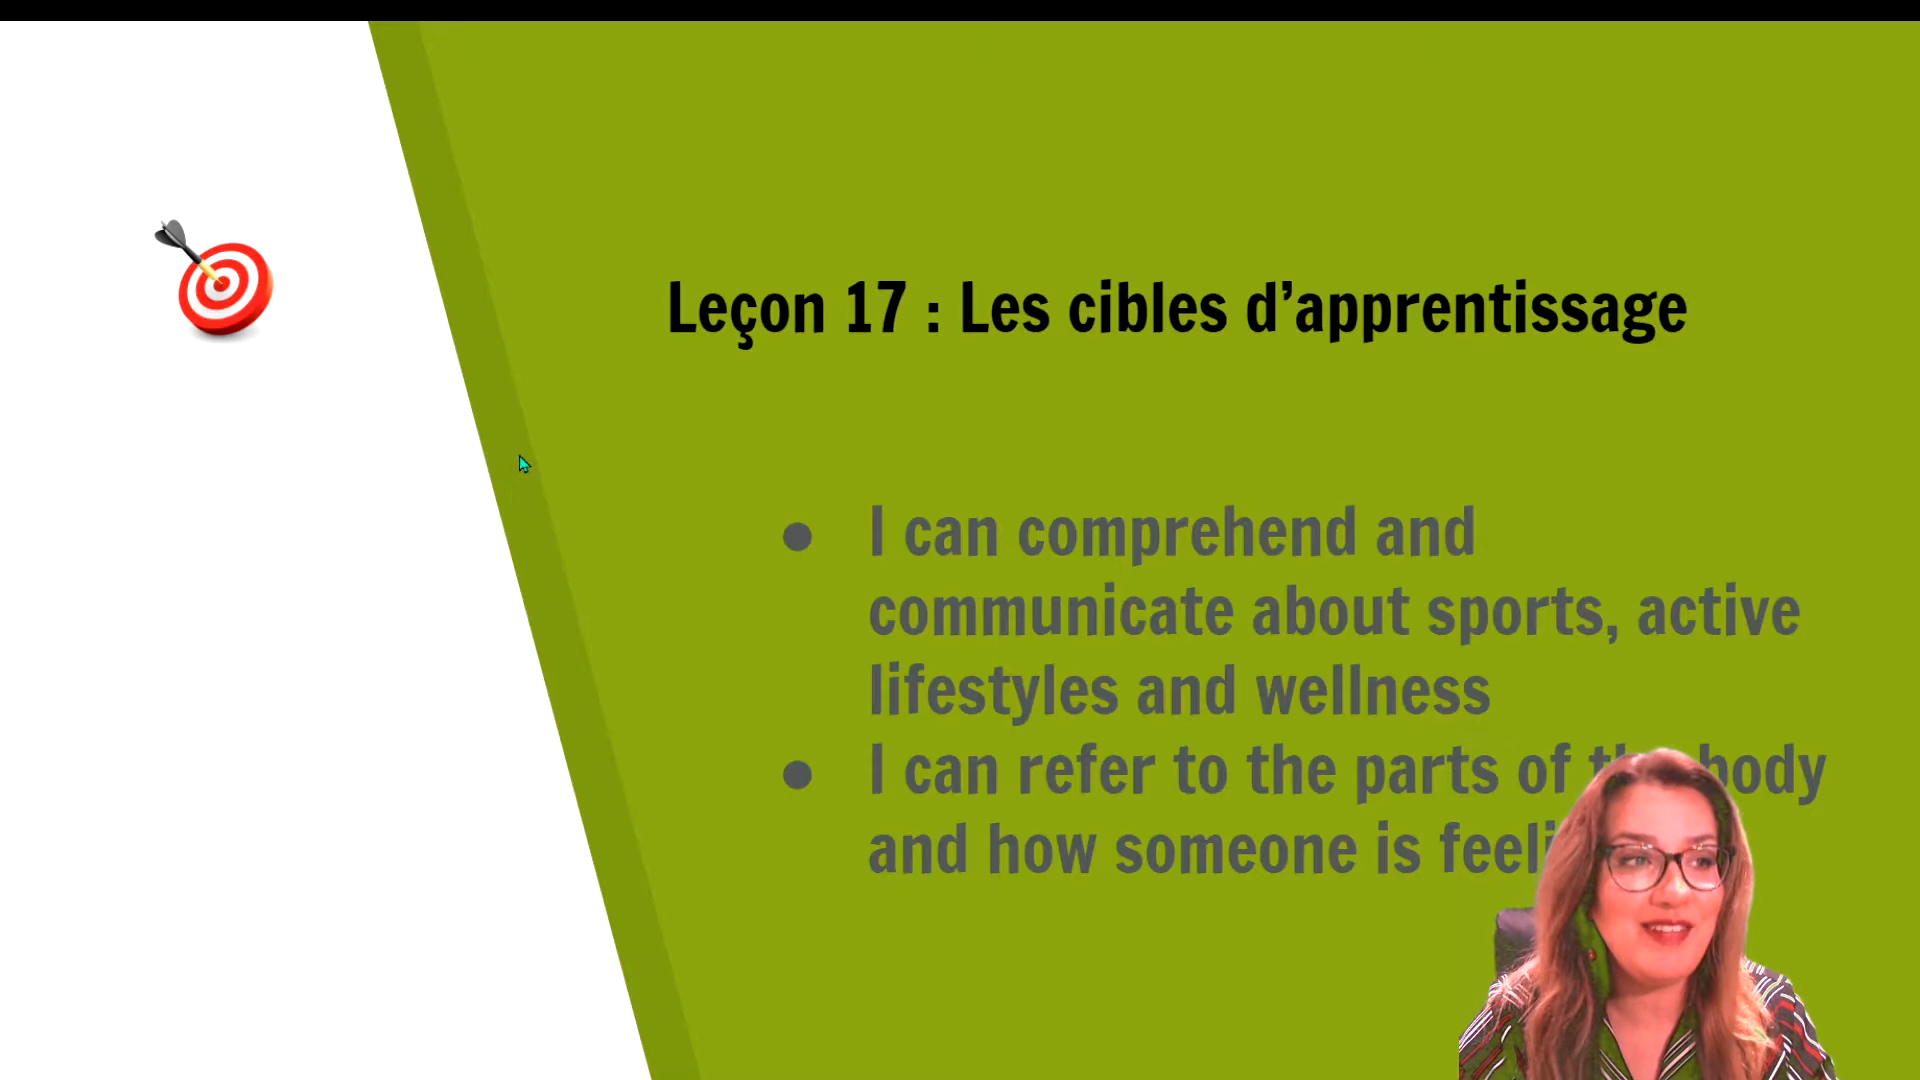 Leçon 17 : Les cibles d’apprentissage
● I can comprehend and
communicate about sports, active
lifestyles and wellness
● I can refer to the parts of body
and how someone is